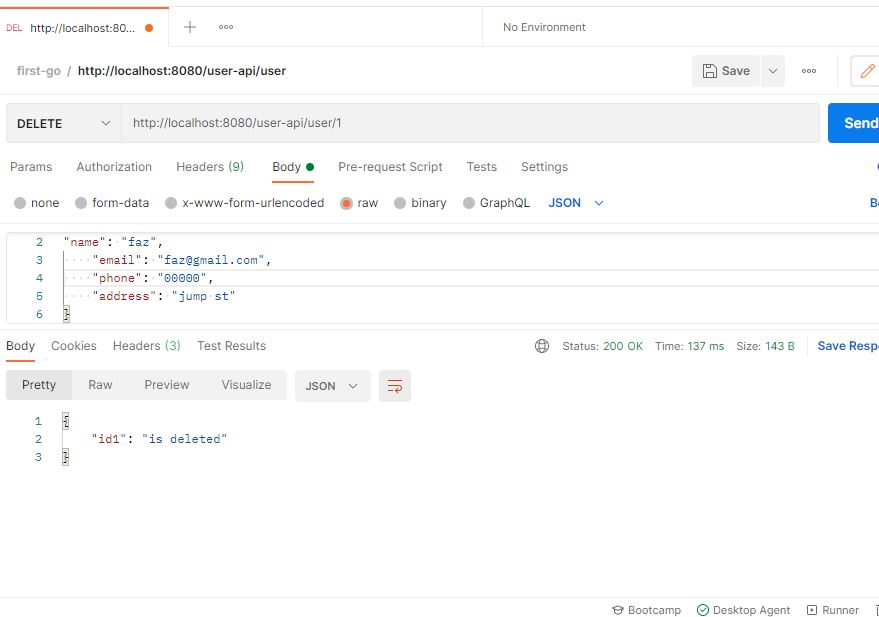 DEL http://localhost:80... No Environment
first-go / http://localhost:8080/user-api/user Save
DELETE http://localhost:8080/user-api/user/1 Send
Params Authorization Headers (9) Body Pre-request Script Tests Settings
none form-data x-www-form-urlencoded raw binary GraphQL JSON B
2 "name": "faz",
3 "email": "faz@gmail.com",
4 "phone": "00000",
5 "address": "jump st"
6 }
Body Cookies Headers (3) Test Results Status: 200 OK Time: 137 ms Size: 143 B Save Resp
Pretty Raw Preview Visualize JSON
1 {
2 "id1": "is deleted"
3 }
Bootcamp Desktop Agent Runner